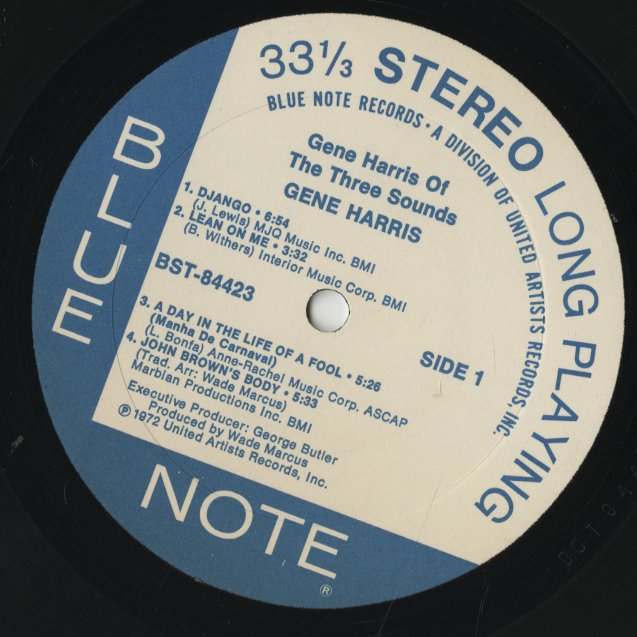 33 1/3 STEREO LONG PLAYING
BLUE NOTE RECORDS • A DIVISION OF UNITED ARTISTS RECORDS, INC.
Gene Harris Of
The Three Sounds
GENE HARRIS
1. DJANGO • 6:54
(J. Lewis) MJQ Music Inc. BMI
2. LEAN ON ME • 3:32
(B. Withers) Interior Music Corp. BMI
BST-84423
SIDE 1
3. A DAY IN THE LIFE OF A FOOL • 5:26
(Manha De Carnaval)
(L. Bonfa) Anne-Rachel Music Corp. ASCAP
4. JOHN BROWN'S BODY • 5:33
(Trad. Arr: Wade Marcus)
Marbian Productions Inc. BMI
Executive Producer: George Butler
Produced by Wade Marcus
℗ 1972 United Artists Records, Inc.
BLUE
NOTE
®